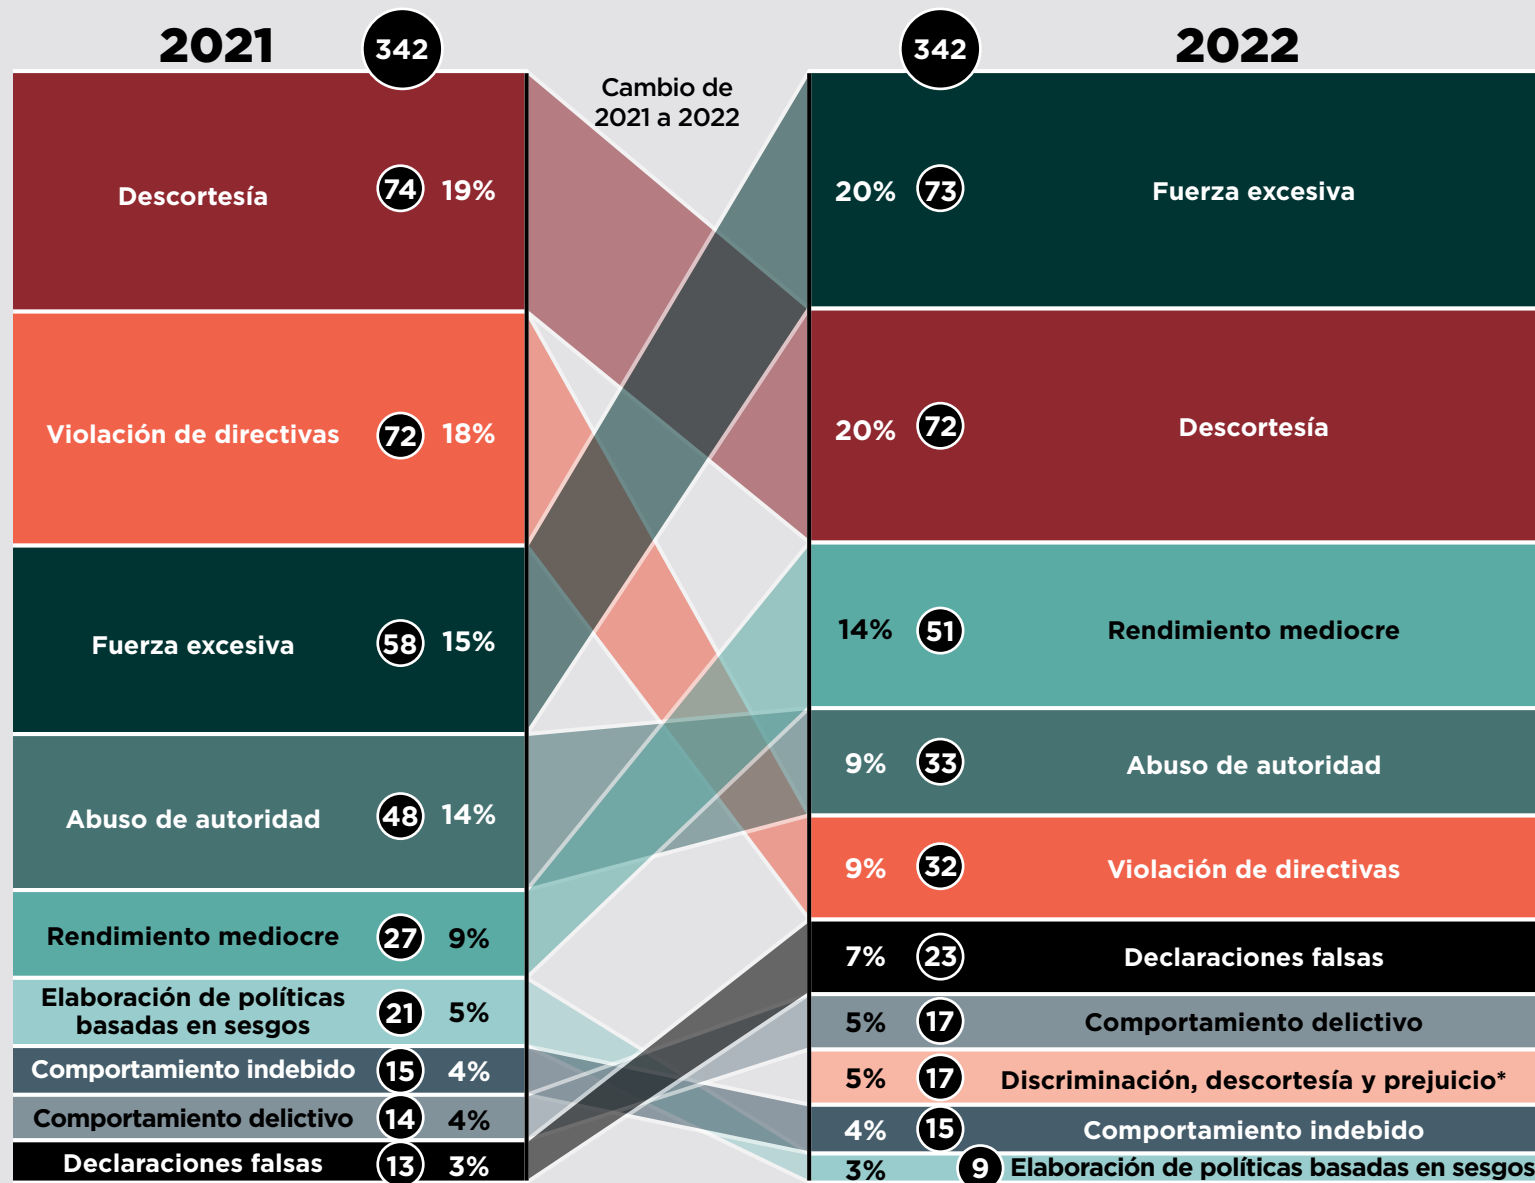 2021
342
Descortesía 74 19%
Violación de directivas 72 18%
Fuerza excesiva 58 15%
Abuso de autoridad 48 14%
Rendimiento mediocre 27 9%
Elaboración de políticas
basadas en sesgos 21 5%
Comportamiento indebido 15 4%
Comportamiento delictivo 14 4%
Declaraciones falsas 13 3%
Cambio de
2021 a 2022
342
2022
20% 73 Fuerza excesiva
20% 72 Descortesía
14% 51 Rendimiento mediocre
9% 33 Abuso de autoridad
9% 32 Violación de directivas
7% 23 Declaraciones falsas
5% 17 Comportamiento delictivo
5% 17 Discriminación, descortesía y prejuicio*
4% 15 Comportamiento indebido
3% 9 Elaboración de políticas basadas en sesgos